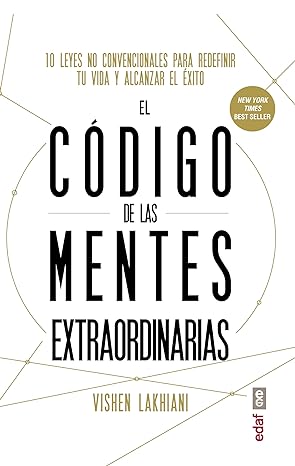 10 LEYES NO CONVENCIONALES PARA REDEFINIR
TU VIDA Y ALCANZAR EL ÉXITO
EL
NEW YORK
TIMES
BEST SELLER
CÓDIGO
DE LAS
MENTES
EXTRAORDINARIAS
VISHEN LAKHIANI
edaf